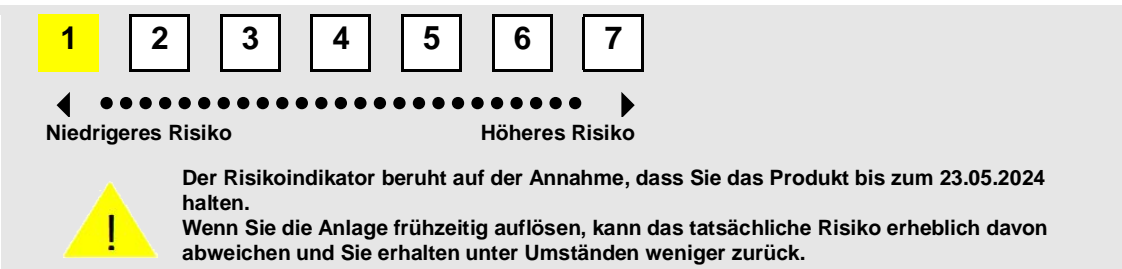 1 2 3 4 5 6 7
Niedrigeres Risiko Höheres Risiko
Der Risikoindikator beruht auf der Annahme, dass Sie das Produkt bis zum 23.05.2024
halten.
Wenn Sie die Anlage frühzeitig auflösen, kann das tatsächliche Risiko erheblich davon
abweichen und Sie erhalten unter Umständen weniger zurück.
!